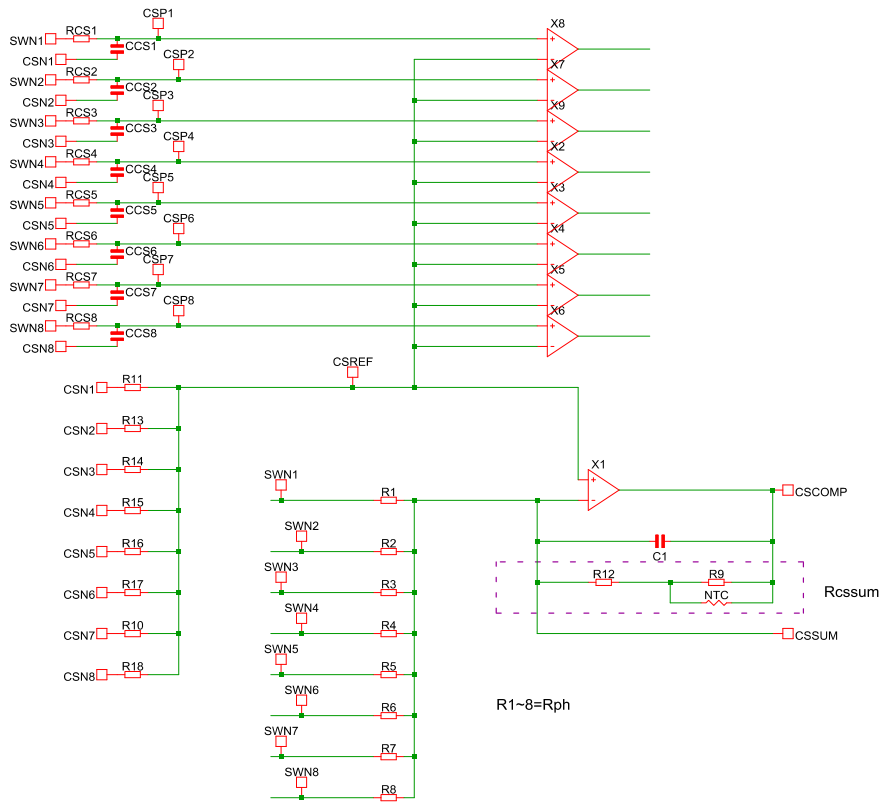 CSP1
X8
SWN1 RCS1
CCS1
CSN1
CSP2
X7
SWN2 RCS2
CCS2
CSN2
CSP3
X9
SWN3 RCS3
CCS3
CSN3
CSP4
X2
SWN4 RCS4
CCS4
CSN4
CSP5
X3
SWN5 RCS5
CCS5
CSN5
CSP6
X4
SWN6 RCS6
CCS6
CSN6
CSP7
X5
SWN7 RCS7
CCS7
CSN7
CSP8
X6
SWN8 RCS8
CCS8
CSN8
CSREF
CSN1 R11
CSN2 R13
CSN3 R14
CSN4 R15
CSN5 R16
CSN6 R17
CSN7 R10
CSN8 R18
SWN1 R1
SWN2 R2
SWN3 R3
SWN4 R4
SWN5 R5
SWN6 R6
SWN7 R7
SWN8 R8
X1
CSCOMP
C1
R12 R9
NTC
Rcssum
CSSUM
R1~8=Rph